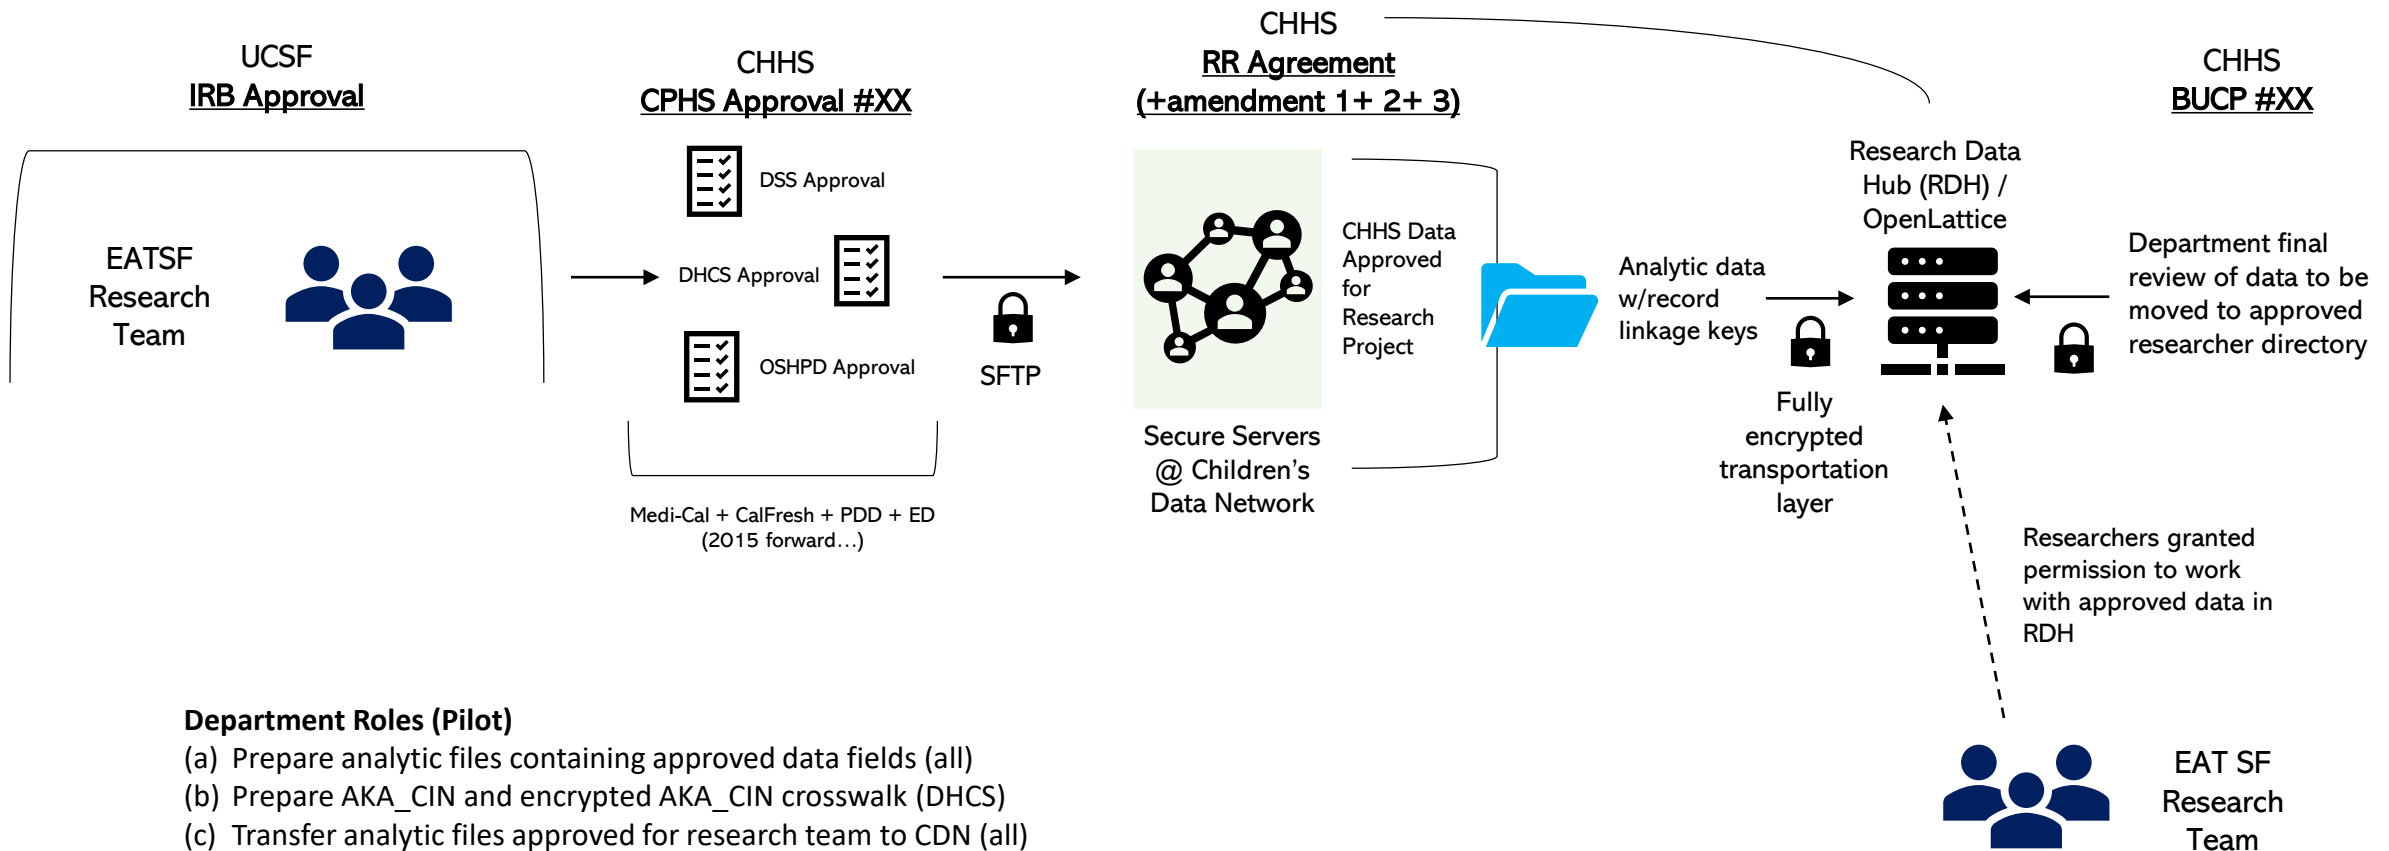 UCSF
IRB Approval
EATSF
Research
Team
CHHS
CPHS Approval #XX
DSS Approval
DHCS Approval
OSHPD Approval
Medi-Cal + CalFresh + PDD + ED
(2015 forward...)
SFTP
CHHS
RR Agreement
(+amendment 1+ 2+ 3)
Secure Servers
@ Children's
Data Network
CHHS Data
Approved
for
Research
Project
Analytic data
w/record
linkage keys
Fully
encrypted
transportation
layer
Research Data
Hub (RDH) /
OpenLattice
CHHS
BUCP #XX
Department final
review of data to be
moved to approved
researcher directory
Researchers granted
permission to work
with approved data in
RDH
EAT SF
Research
Team
Department Roles (Pilot)
(a) Prepare analytic files containing approved data fields (all)
(b) Prepare AKA_CIN and encrypted AKA_CIN crosswalk (DHCS)
(c) Transfer analytic files approved for research team to CDN (all)